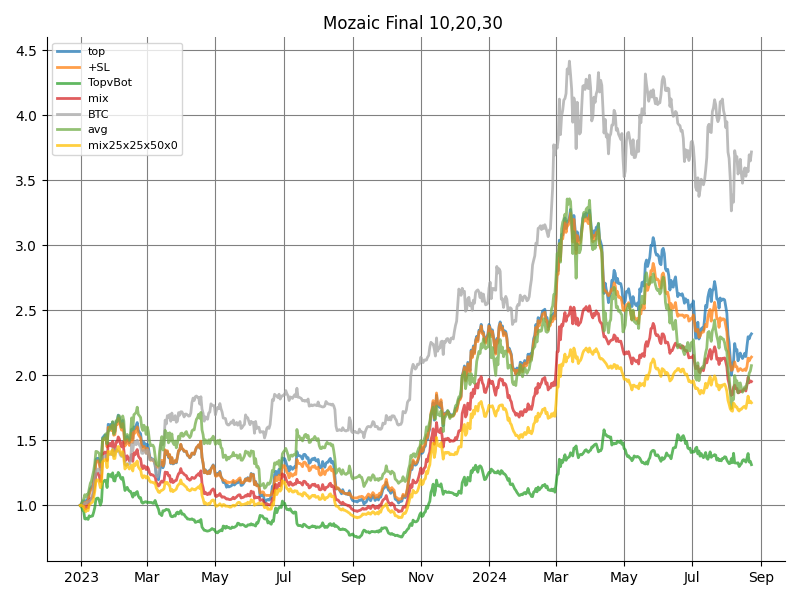 Mozaic Final 10,20,30
4.5
4.0
3.5
3.0
2.5
2.0
1.5
1.0
top
+SL
TopvBot
mix
BTC
avg
mix25x25x50x0
2023 Mar May Jul Sep Nov 2024 Mar May Jul Sep